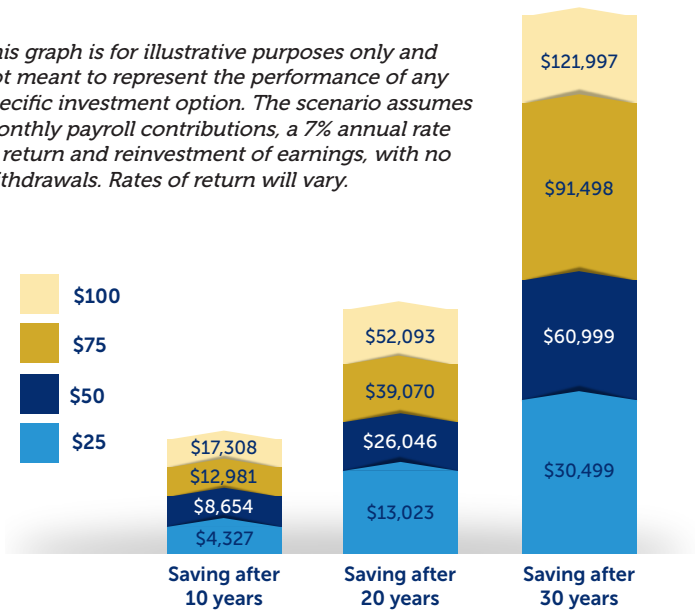 his graph is for illustrative purposes only and
ot meant to represent the performance of any
ecific investment option. The scenario assumes
onthly payroll contributions, a 7% annual rate
return and reinvestment of earnings, with no
ithdrawals. Rates of return will vary.
$100
$75
$50
$25
$17,308
$12,981
$8,654
$4,327
Saving after
10 years
$52,093
$39,070
$26,046
$13,023
Saving after
20 years
$121,997
$91,498
$60,999
$30,499
Saving after
30 years